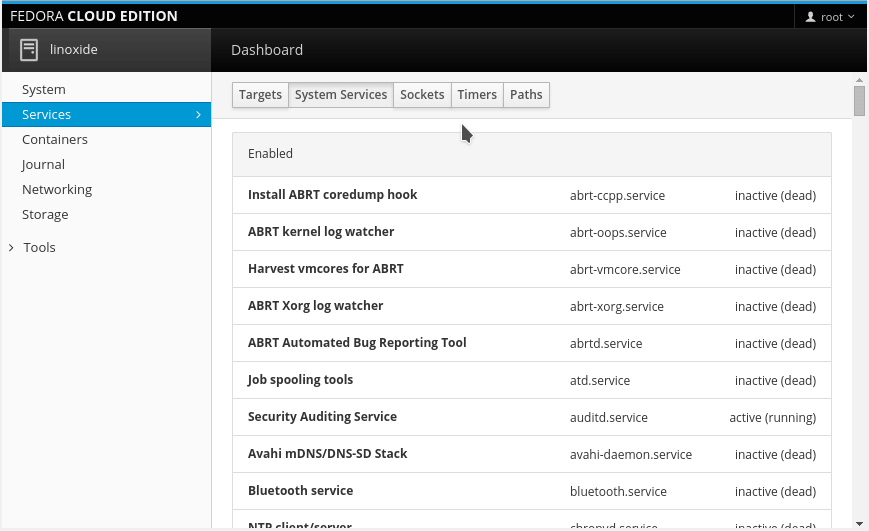 FEDORA CLOUD EDITION
root
linoxide
Dashboard
System
Services
Containers
Journal
Networking
Storage
Tools
Targets System Services Sockets Timers Paths
Enabled
Install ABRT coredump hook abrt-ccpp.service inactive (dead)
ABRT kernel log watcher abrt-oops.service inactive (dead)
Harvest vmcores for ABRT abrt-vmcore.service inactive (dead)
ABRT Xorg log watcher abrt-xorg.service inactive (dead)
ABRT Automated Bug Reporting Tool abrtd.service inactive (dead)
Job spooling tools atd.service inactive (dead)
Security Auditing Service auditd.service active (running)
Avahi mDNS/DNS-SD Stack avahi-daemon.service inactive (dead)
Bluetooth service bluetooth.service inactive (dead)
NTP client/server chronyd.service inactive (dead)